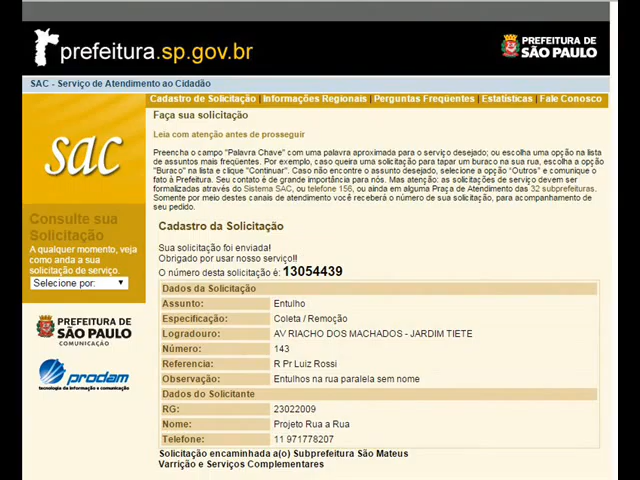 prefeitura.sp.gov.br
PREFEITURA DE
SÃO PAULO
SAC - Serviço de Atendimento ao Cidadão
Cadastro de Solicitação | Informações Regionais | Perguntas Freqüentes | Estatísticas | Fale Conosco
sac
Consulte sua
Solicitação
A qualquer momento, veja
como anda a sua
solicitação de serviço.
Selecione por:
PREFEITURA DE
SÃO PAULO
COMUNICAÇÃO
prodam
tecnologia da informação e comunicação
Faça sua solicitação
Leia com atenção antes de prosseguir
Preencha o campo "Palavra Chave" com uma palavra aproximada para o serviço desejado; ou escolha uma opção na lista
de assuntos mais freqüentes. Por exemplo, caso queira uma solicitação para tapar um buraco na sua rua, escolha a opção
"Buraco" na lista e clique "Continuar". Caso não encontre o assunto desejado, selecione a opção "Outros" e comunique o
fato à Prefeitura. Seu contato é de grande importância para nós. Mas atenção: as solicitações de serviço devem ser
formalizadas através do Sistema SAC, ou telefone 156, ou ainda em alguma Praça de Atendimento das 32 subprefeituras.
Somente por meio destes canais de atendimento você receberá o número de sua solicitação, para acompanhamento de
seu pedido.
Cadastro da Solicitação
Sua solicitação foi enviada!
Obrigado por usar nosso serviço!!
O número desta solicitação é: 13054439
Dados da Solicitação
Assunto: Entulho
Especificação: Coleta / Remoção
Logradouro: AV RIACHO DOS MACHADOS - JARDIM TIETE
Número: 143
Referencia: R Pr Luiz Rossi
Observação: Entulhos na rua paralela sem nome
Dados do Solicitante
RG: 23022009
Nome: Projeto Rua a Rua
Telefone: 11 971778207
Solicitação encaminhada a(o) Subprefeitura São Mateus
Varrição e Serviços Complementares